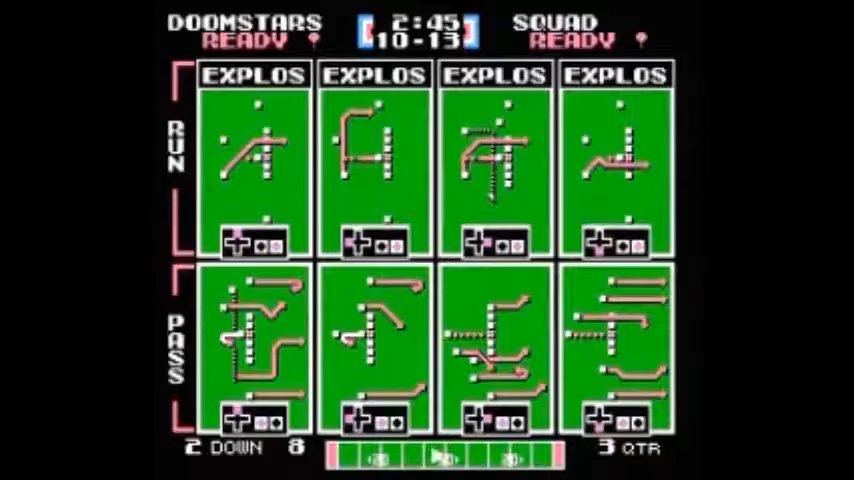 DOOMSTARS 2:45 SQUAD
READY 10-13 READY
EXPLOS EXPLOS EXPLOS EXPLOS
RUN
PASS
2 DOWN 8 3 QTR